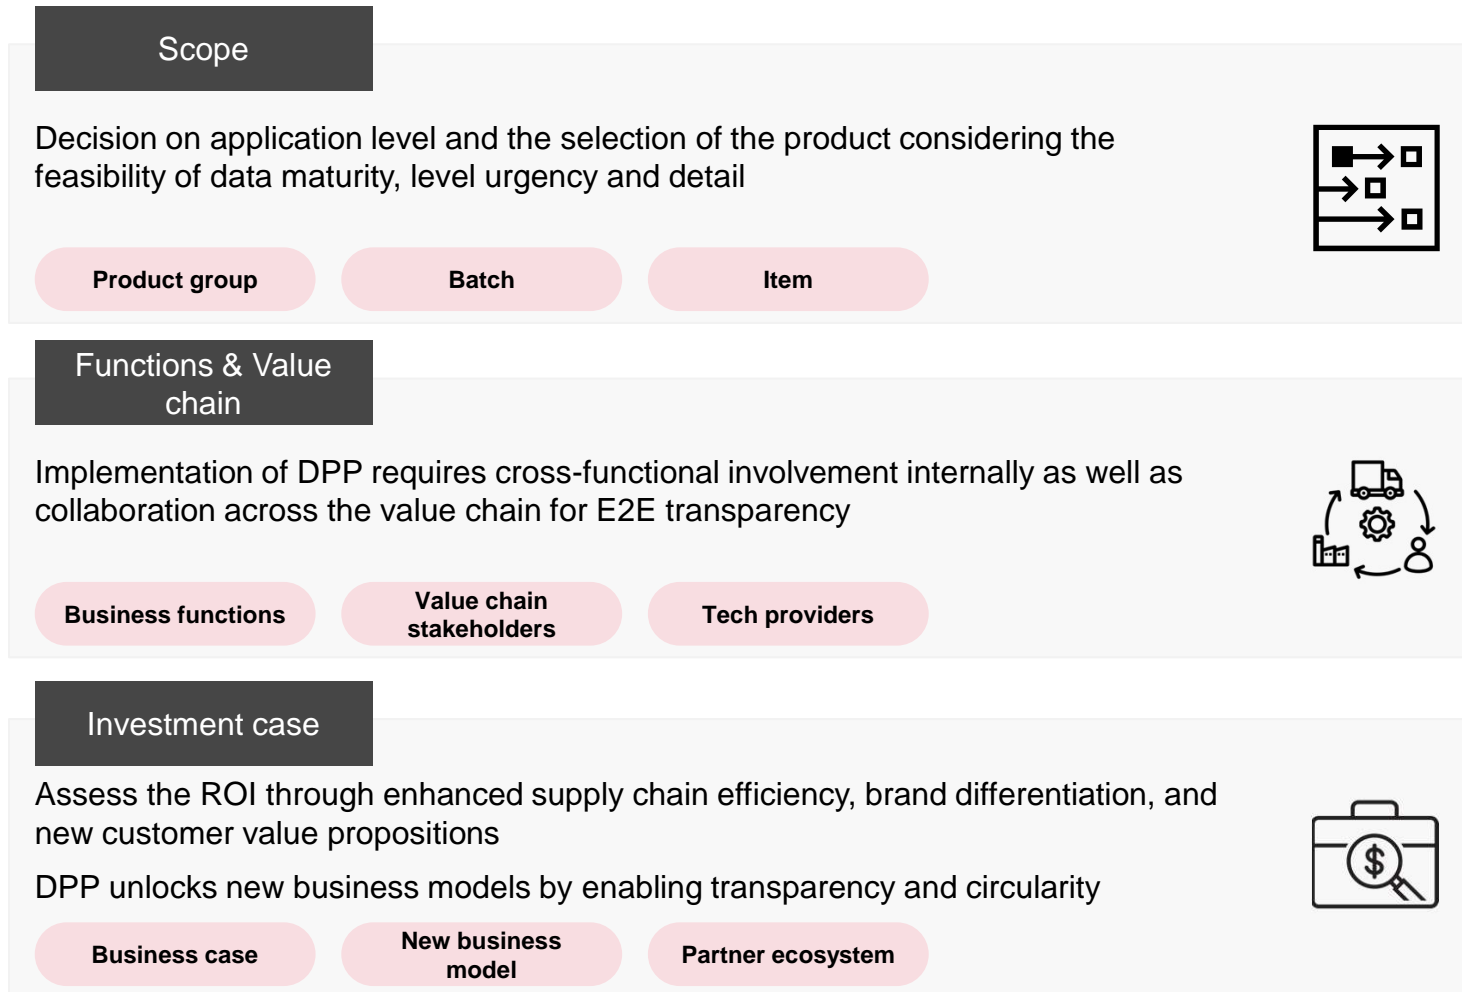 Scope
Decision on application level and the selection of the product considering the
feasibility of data maturity, level urgency and detail
Product group
Batch
Item
Functions & Value
chain
Implementation of DPP requires cross-functional involvement internally as well as
collaboration across the value chain for E2E transparency
Business functions
Value chain
stakeholders
Tech providers
Investment case
Assess the ROI through enhanced supply chain efficiency, brand differentiation, and
new customer value propositions
DPP unlocks new business models by enabling transparency and circularity
Business case
New business
model
Partner ecosystem
$